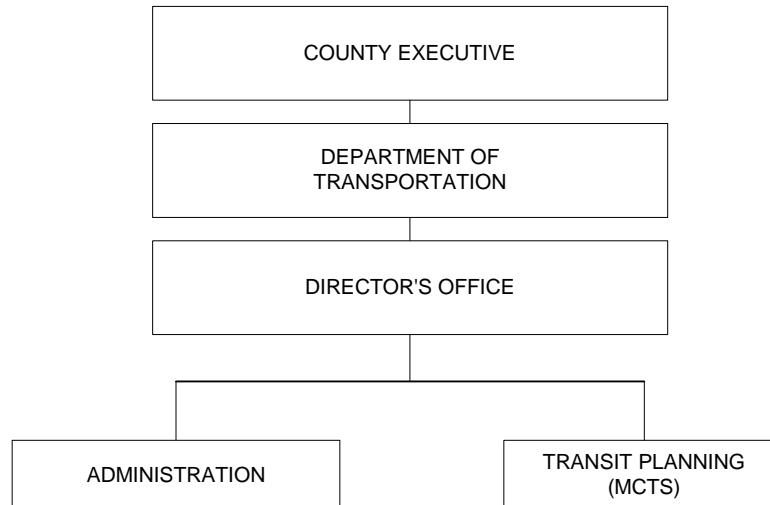 COUNTY EXECUTIVE
DEPARTMENT OF
TRANSPORTATION
DIRECTOR'S OFFICE
ADMINISTRATION
TRANSIT PLANNING
(MCTS)